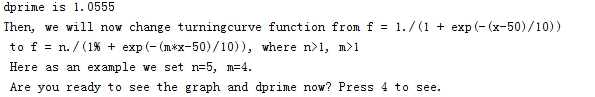 dprime is 1.0555
Then, we will now change turningcurve function from f = 1./(1 + exp(-(x-50)/10))
to f = n./(1% + exp(-(m*x-50)/10)), where n>1, m>1
Here as an example we set n=5, m=4.
Are you ready to see the graph and dprime now? Press 4 to see.